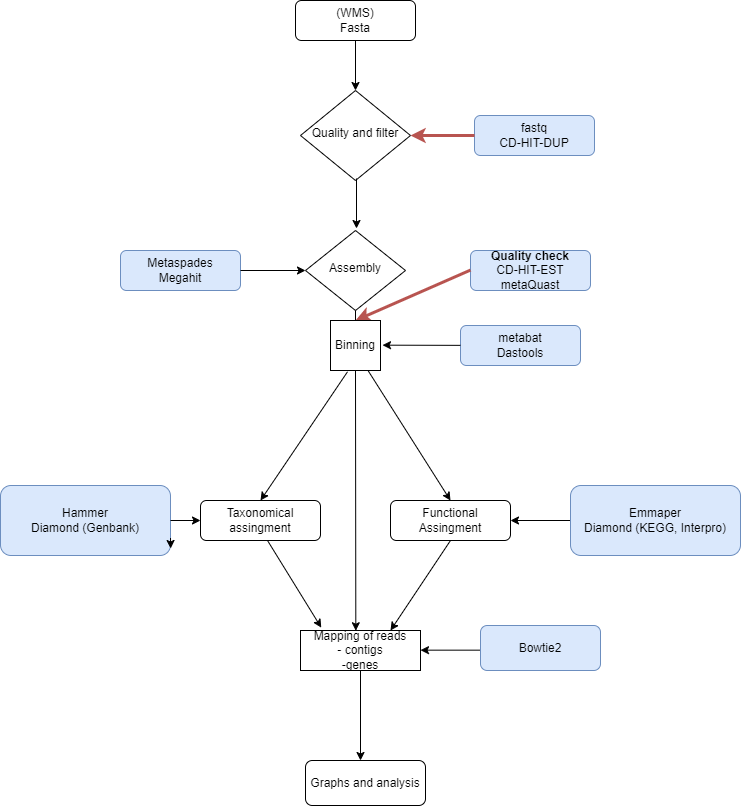 (WMS)
Fasta
Quality and filter
fastq
CD-HIT-DUP
Metaspades
Megahit
Assembly
Quality check
CD-HIT-EST
metaQuast
Binning
metabat
Dastools
Hammer
Diamond (Genbank)
Taxonomical
assingment
Functional
Assingment
Emmaper
Diamond (KEGG, Interpro)
Mapping of reads
- contigs
-genes
Bowtie2
Graphs and analysis